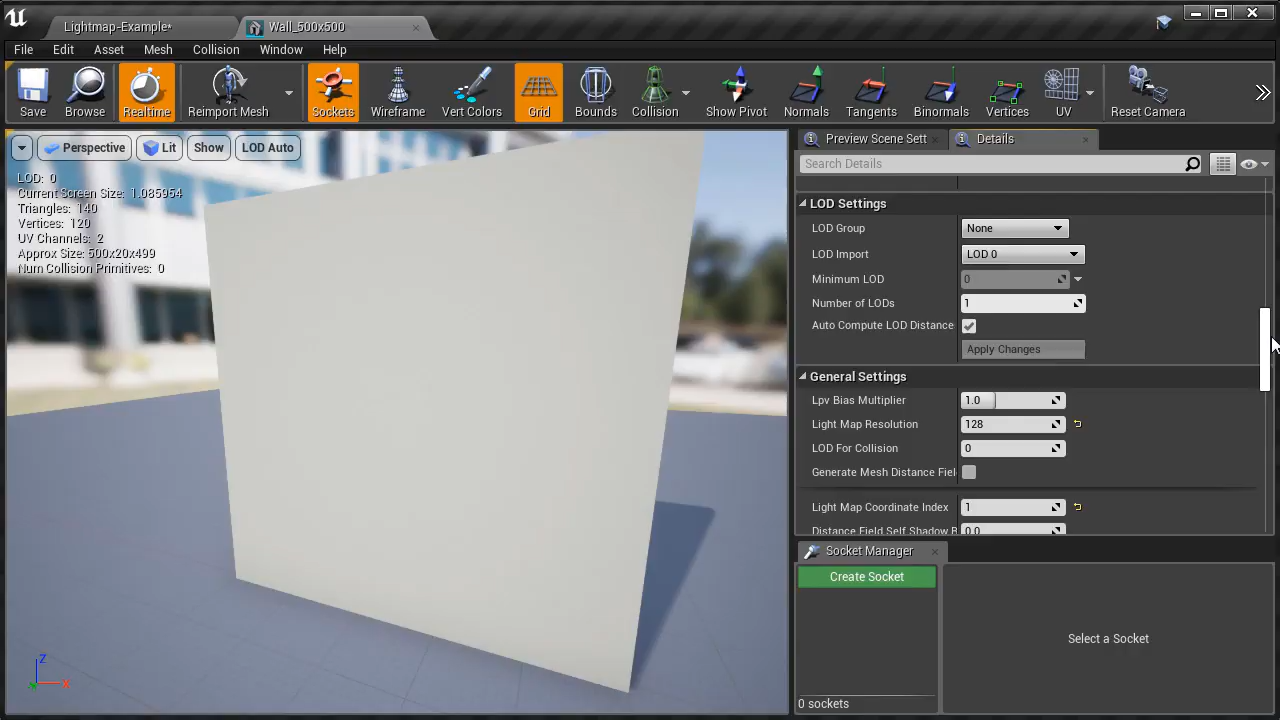 Lightmap-Example*
Wall_500x500
File Edit Asset Mesh Collision Window Help
Save Browse Realtime Reimport Mesh Sockets Wireframe Vert Colors Grid Bounds Collision Show Pivot Normals Tangents Binormals Vertices UV Reset Camera
Perspective Lit Show LOD Auto
LOD: 0
Current Screen Size: 1.085954
Triangles: 140
Vertices: 120
UV Channels: 2
Approx Size: 500x20x499
Num Collision Primitives: 0
Z
X
Preview Scene Sett
Details
Search Details
LOD Settings
LOD Group None
LOD Import LOD 0
Minimum LOD 0
Number of LODs 1
Auto Compute LOD Distance
Apply Changes
General Settings
Lpv Bias Multiplier 1.0
Light Map Resolution 128
LOD For Collision 0
Generate Mesh Distance Fiel
Light Map Coordinate Index 1
Distance Field Self Shadow B 0.0
Socket Manager
Create Socket
Select a Socket
0 sockets